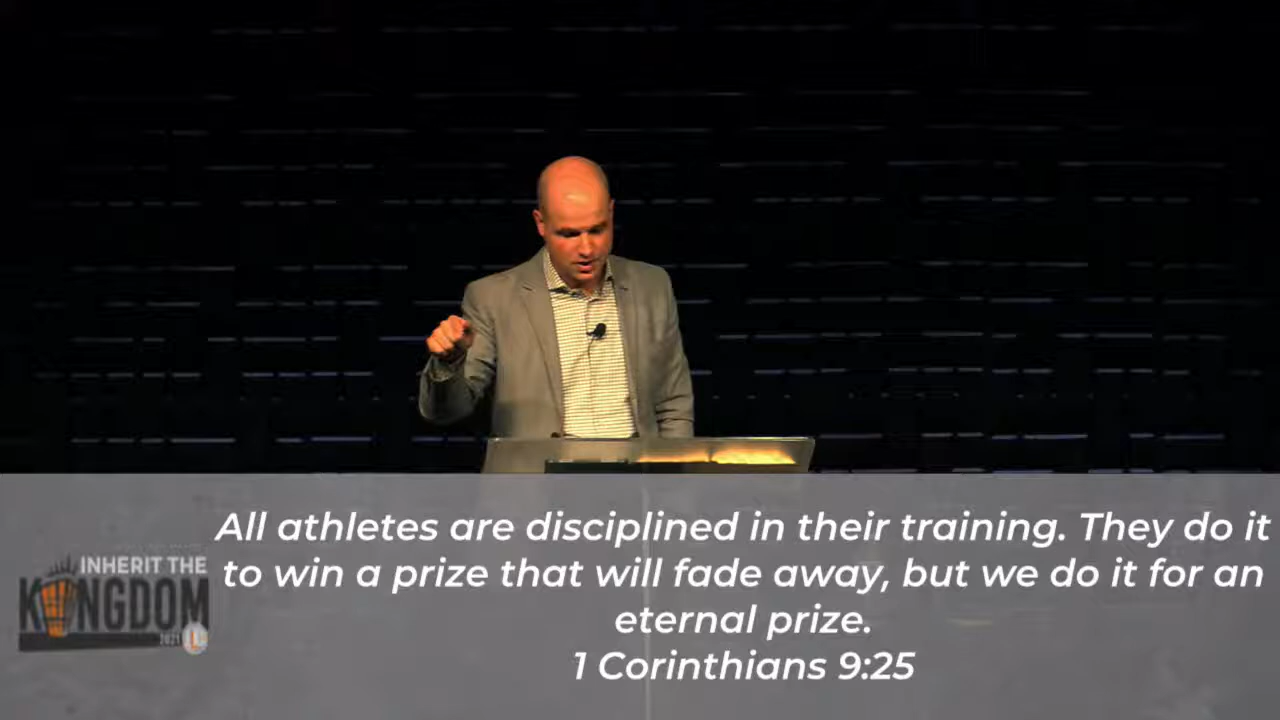 All athletes are disciplined in their training. They do it
to win a prize that will fade away, but we do it for an
eternal prize.
1 Corinthians 9:25
INHERIT THE
KINGDOM
2021